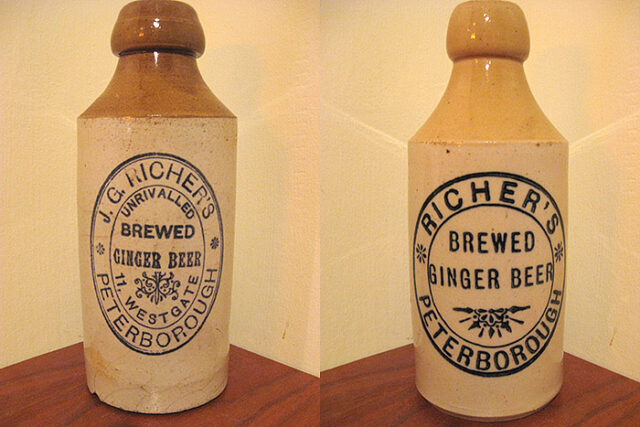 J. G. RICHER'S
UNRIVALLED
BREWED
GINGER BEER
11, WESTGATE
PETERBOROUGH
RICHER'S
BREWED
GINGER BEER
PETERBOROUGH